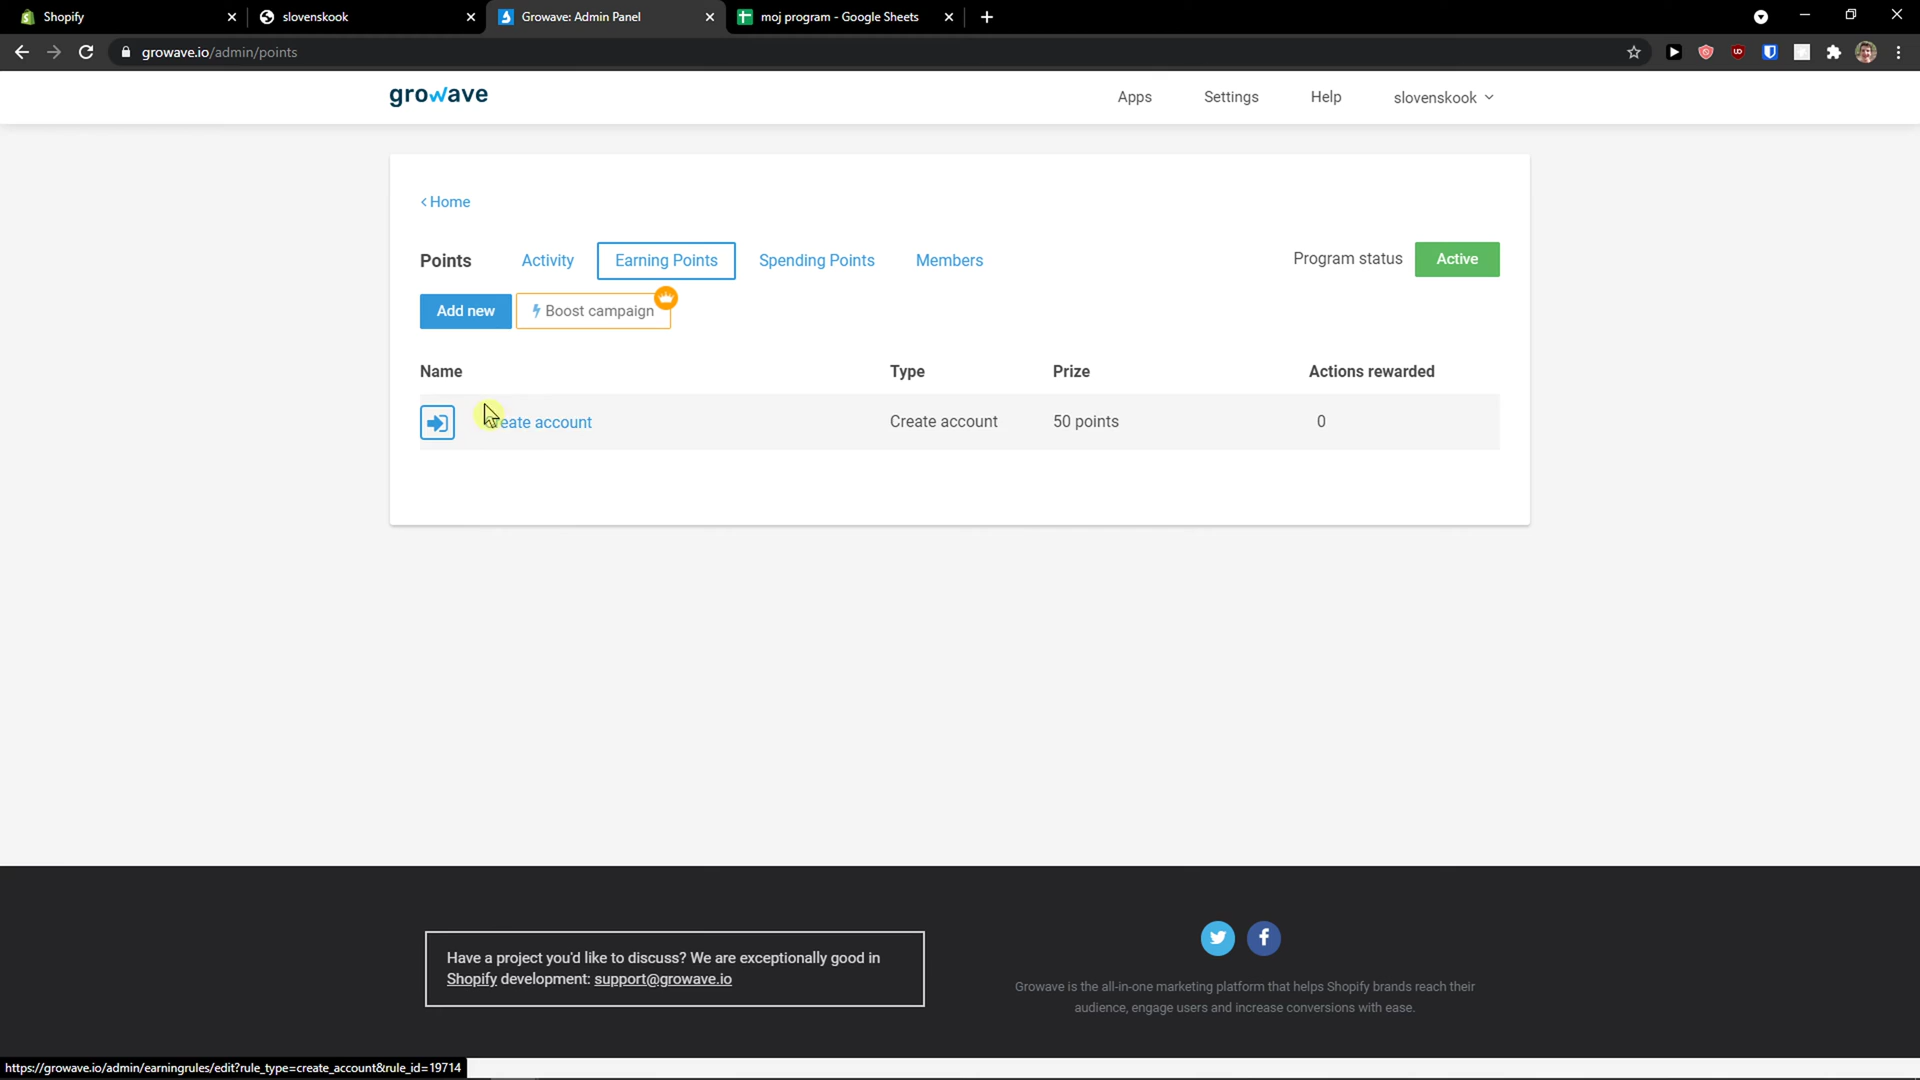 Shopify
slovenskook
Growave: Admin Panel
moj program - Google Sheets
growave.io/admin/points
growave
Apps
Settings
Help
slovenskook
Home
Points
Activity
Earning Points
Spending Points
Members
Program status
Active
Add new
Boost campaign
Name
Type
Prize
Actions rewarded
Create account
Create account
50 points
0
Have a project you'd like to discuss? We are exceptionally good in
Shopify development: support@growave.io
Growave is the all-in-one marketing platform that helps Shopify brands reach their
audience, engage users and increase conversions with ease.
https://growave.io/admin/earningrules/edit?rule_type=create_account&rule_id=19714